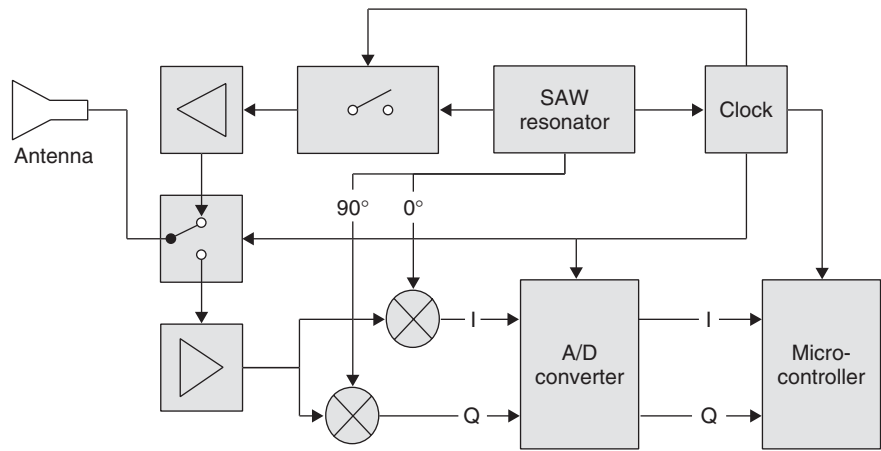 SAW
resonator
Clock
Antenna
90° 0°
I
I
A/D
converter
Micro-
controller
Q
Q